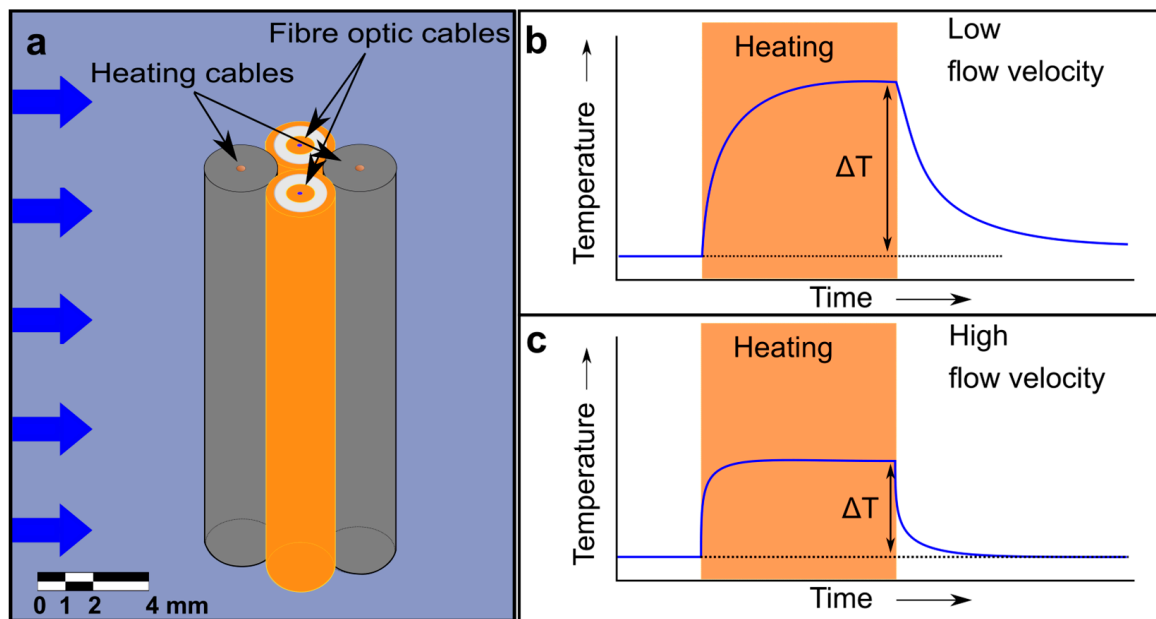 a
Fibre optic cables
Heating cables
0 1 2 4 mm
b
Heating
Low
flow velocity
Temperature
ΔT
Time
c
Heating
High
flow velocity
Temperature
ΔT
Time